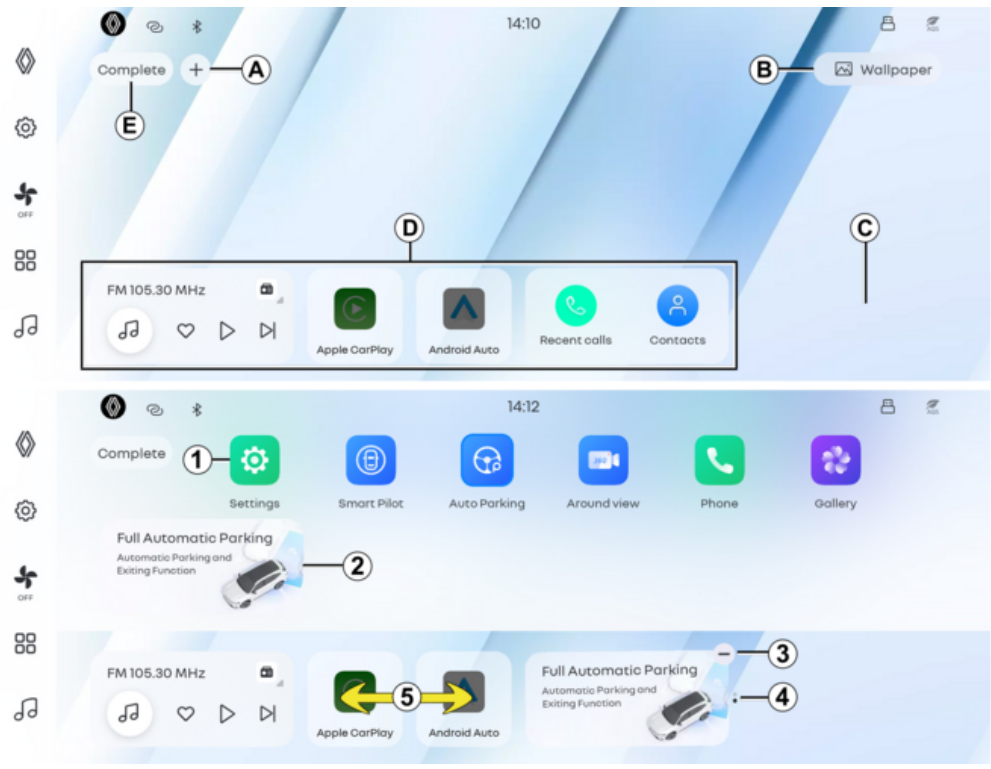 14:10
Complete
+
A
B
Wallpaper
E
OFF
D
C
FM 105.30 MHz
Apple CarPlay
Android Auto
Recent calls
Contacts
14:12
Complete
1
Settings
Smart Pilot
Auto Parking
360
Around view
Phone
Gallery
Full Automatic Parking
Automatic Parking and
Exiting Function
2
OFF
3
FM 105.30 MHz
Full Automatic Parking
Automatic Parking and
Exiting Function
4
5
Apple CarPlay
Android Auto